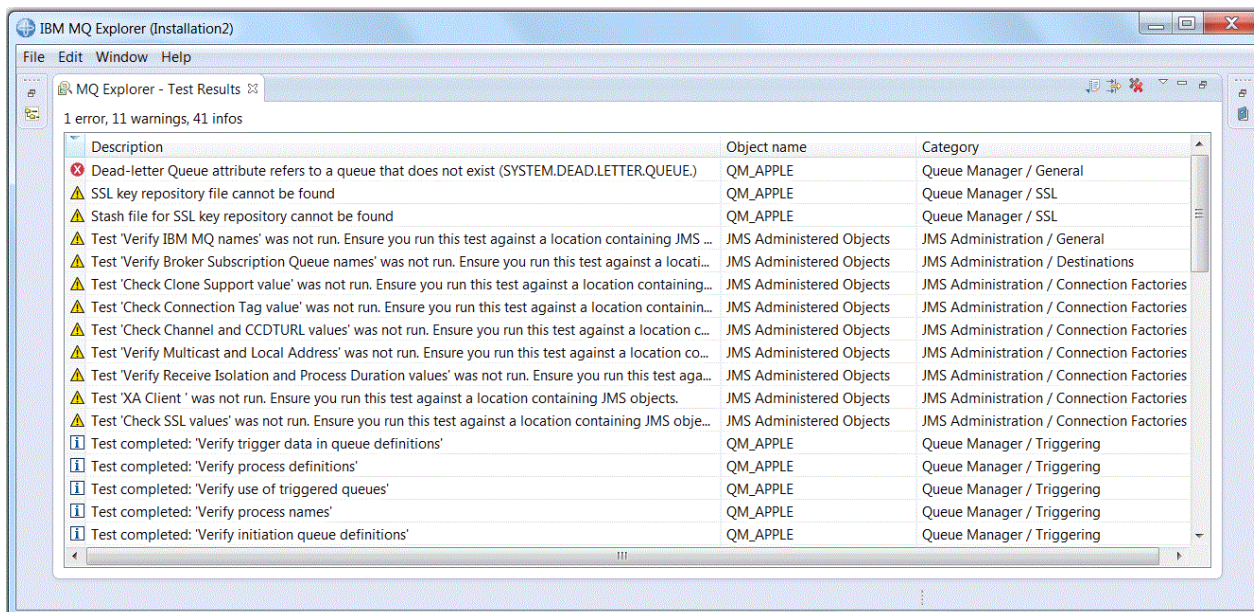 IBM MQ Explorer (Installation2)
File Edit Window Help
MQ Explorer - Test Results
1 error, 11 warnings, 41 infos
Description Object name Category
Dead-letter Queue attribute refers to a queue that does not exist (SYSTEM.DEAD.LETTER.QUEUE.) QM_APPLE Queue Manager / General
SSL key repository file cannot be found QM_APPLE Queue Manager / SSL
Stash file for SSL key repository cannot be found QM_APPLE Queue Manager / SSL
Test 'Verify IBM MQ names' was not run. Ensure you run this test against a location containing JMS ... JMS Administered Objects JMS Administration / General
Test 'Verify Broker Subscription Queue names' was not run. Ensure you run this test against a locati... JMS Administered Objects JMS Administration / Destinations
Test 'Check Clone Support value' was not run. Ensure you run this test against a location containing... JMS Administered Objects JMS Administration / Connection Factories
Test 'Check Connection Tag value' was not run. Ensure you run this test against a location containin... JMS Administered Objects JMS Administration / Connection Factories
Test 'Check Channel and CCDTURL values' was not run. Ensure you run this test against a location c... JMS Administered Objects JMS Administration / Connection Factories
Test 'Verify Multicast and Local Address' was not run. Ensure you run this test against a location co... JMS Administered Objects JMS Administration / Connection Factories
Test 'Verify Receive Isolation and Process Duration values' was not run. Ensure you run this test aga... JMS Administered Objects JMS Administration / Connection Factories
Test 'XA Client ' was not run. Ensure you run this test against a location containing JMS objects. JMS Administered Objects JMS Administration / Connection Factories
Test 'Check SSL values' was not run. Ensure you run this test against a location containing JMS obje... JMS Administered Objects JMS Administration / Connection Factories
Test completed: 'Verify trigger data in queue definitions' QM_APPLE Queue Manager / Triggering
Test completed: 'Verify process definitions' QM_APPLE Queue Manager / Triggering
Test completed: 'Verify use of triggered queues' QM_APPLE Queue Manager / Triggering
Test completed: 'Verify process names' QM_APPLE Queue Manager / Triggering
Test completed: 'Verify initiation queue definitions' QM_APPLE Queue Manager / Triggering